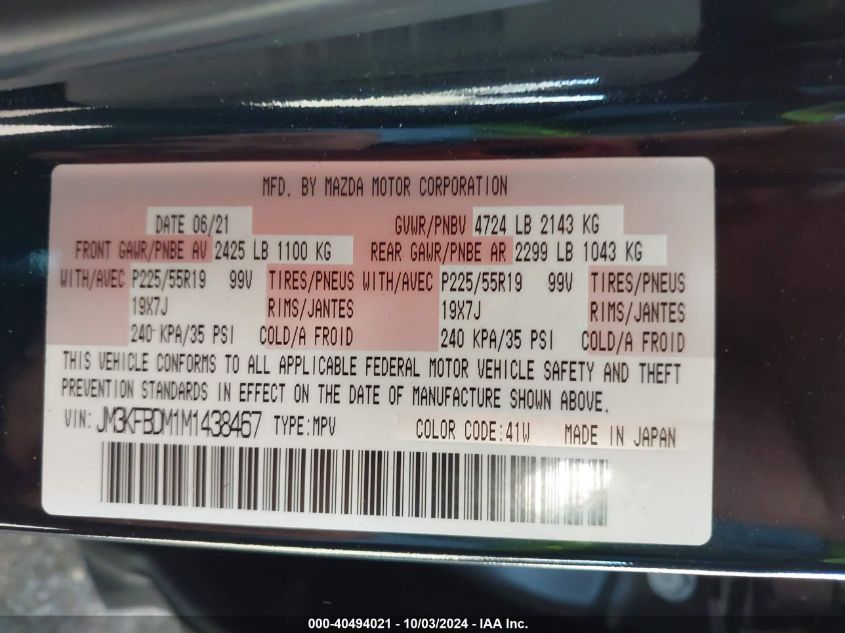 MFD. BY MAZDA MOTOR CORPORATION
DATE 06/21 GVWR/PNBV 4724 LB 2143 KG
FRONT GAWR/PNBE AV 2425 LB 1100 KG REAR GAWR/PNBE AR 2299 LB 1043 KG
WITH/AVEC P225/55R19 99V TIRES/PNEUS WITH/AVEC P225/55R19 99V TIRES/PNEUS
19X7J RIMS/JANTES 19X7J RIMS/JANTES
240 KPA/35 PSI COLD/A FROID 240 KPA/35 PSI COLD/A FROID
THIS VEHICLE CONFORMS TO ALL APPLICABLE FEDERAL MOTOR VEHICLE SAFETY AND THEFT
PREVENTION STANDARDS IN EFFECT ON THE DATE OF MANUFACTURE SHOWN ABOVE.
VIN: JM3KFBDM1M1438467 TYPE:MPV COLOR CODE:41W MADE IN JAPAN
000-40494021 - 10/03/2024 - IAA Inc.